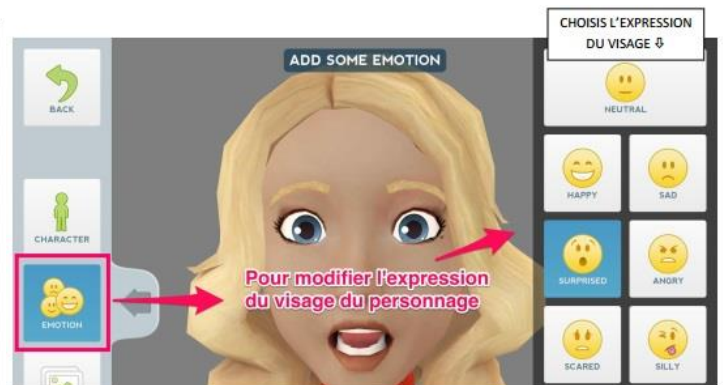 CHOISIS L'EXPRESSION
DU VISAGE ⇩
ADD SOME EMOTION
BACK
NEUTRAL
HAPPY
SAD
CHARACTER
SURPRISED
ANGRY
Pour modifier l'expression
du visage du personnage
EMOTION
SCARED
SILLY